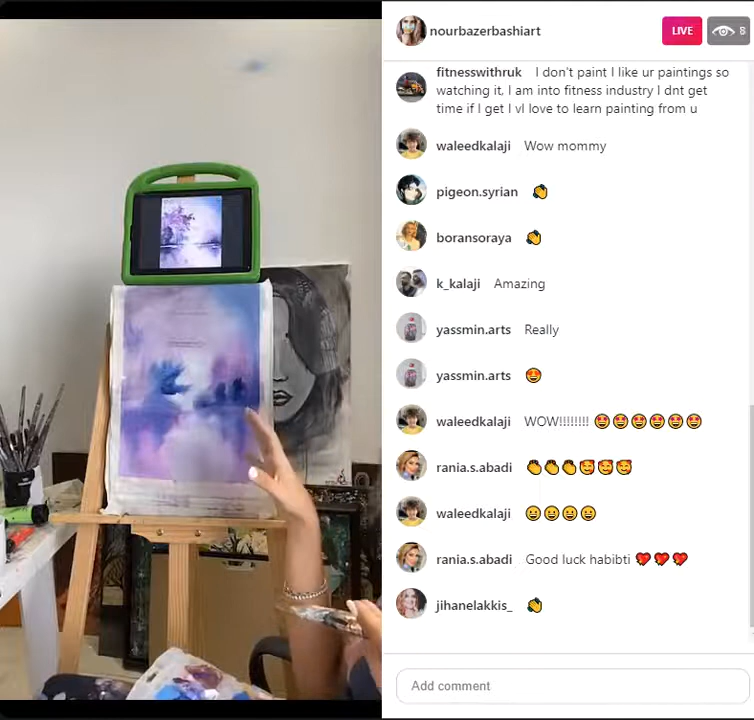 nourbazerbashiart
LIVE
8
fitnesswithruk I don't paint I like ur paintings so
watching it, I am into fitness industry I dnt get
time if I get I vl love to learn painting from u
waleedkalaji Wow mommy
pigeon.syrian 👏
boransoraya 👏
k_kalaji Amazing
yassmin.arts Really
yassmin.arts 😍
waleedkalaji WOW!!!!!!!! 😍😍😍😍😍😍
rania.s.abadi 👏👏👏🥰🥰🥰
waleedkalaji 😀😀😀😀
rania.s.abadi Good luck habibti 💖💖💖
jihanelakkis_ 👏
Add comment